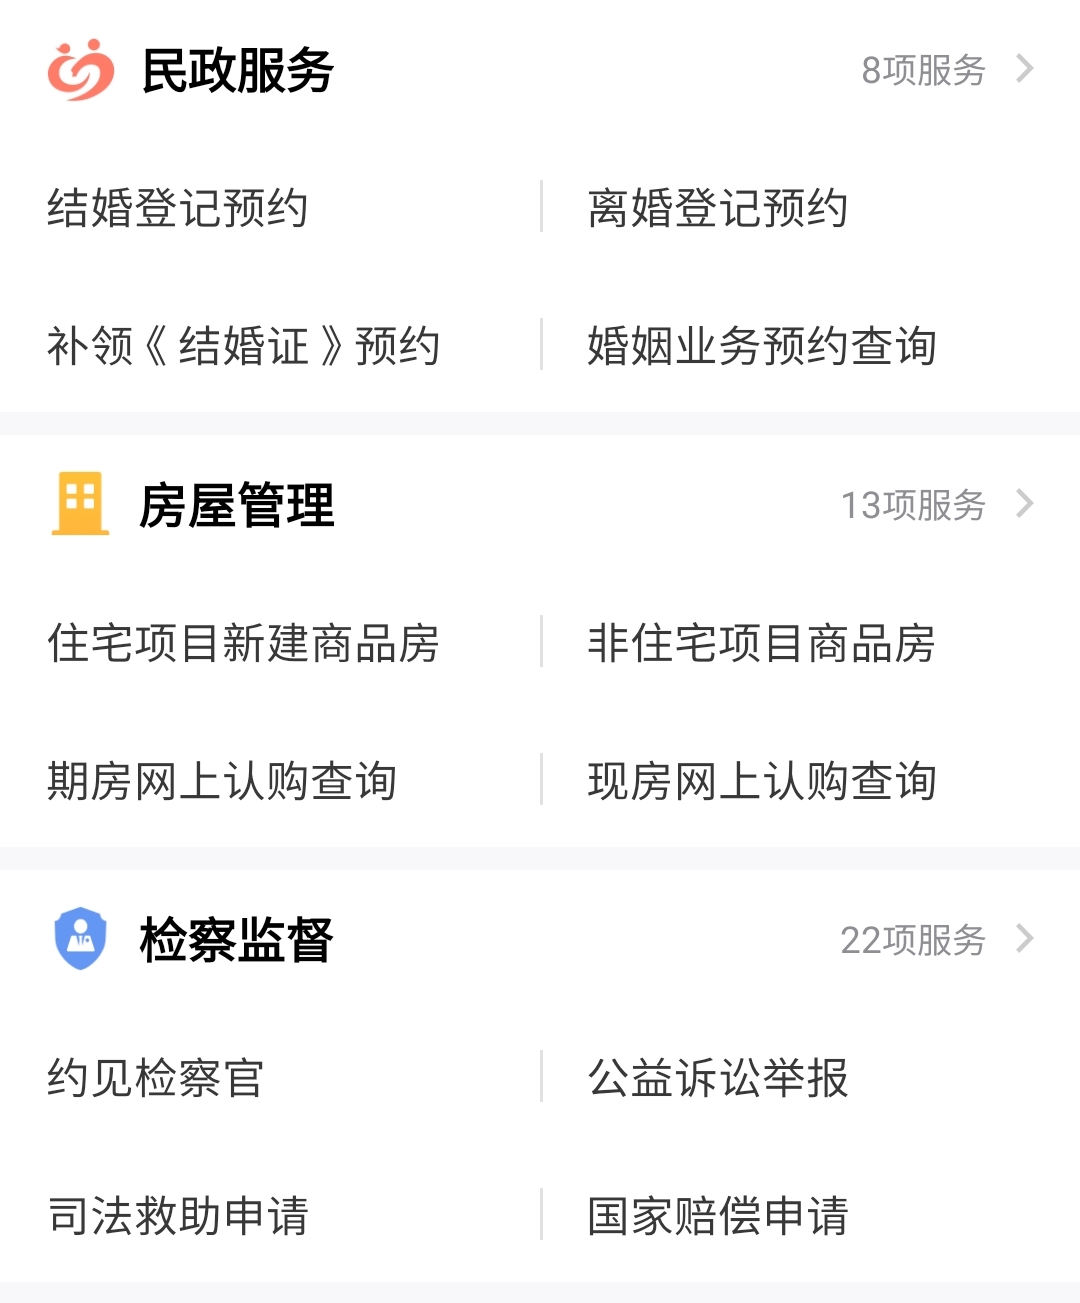 民政服务 8项服务
结婚登记预约 离婚登记预约
补领《结婚证》预约 婚姻业务预约查询
房屋管理 13项服务
住宅项目新建商品房 非住宅项目商品房
期房网上认购查询 现房网上认购查询
检察监督 22项服务
约见检察官 公益诉讼举报
司法救助申请 国家赔偿申请